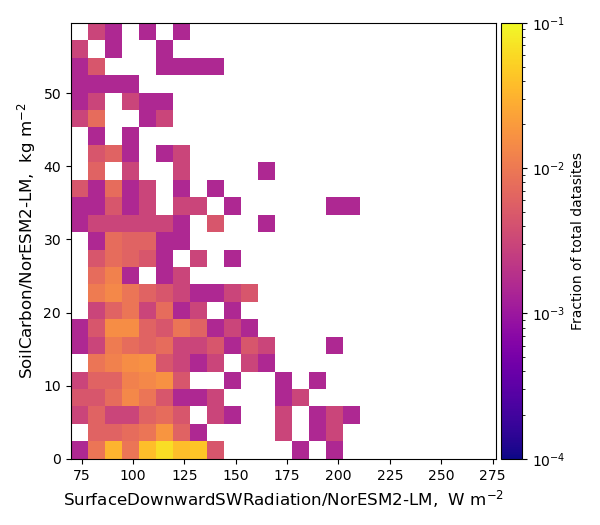 10⁻¹
10⁻²
10⁻³
10⁻⁴
Fraction of total datasites
50
40
30
20
10
0
SoilCarbon/NorESM2-LM, kg m⁻²
75 100 125 150 175 200 225 250 275
SurfaceDownwardSWRadiation/NorESM2-LM, W m⁻²